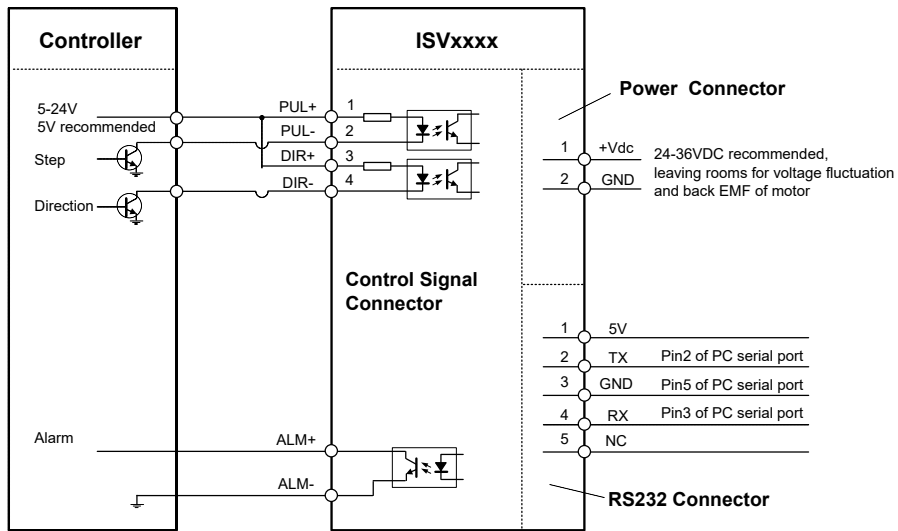 Controller
ISVxxxx
5-24V
5V recommended
Step
Direction
Alarm
PUL+ 1
PUL- 2
DIR+ 3
DIR- 4
Control Signal
Connector
ALM+
ALM-
Power Connector
1 +Vdc
2 GND
24-36VDC recommended,
leaving rooms for voltage fluctuation
and back EMF of motor
1 5V
2 TX Pin2 of PC serial port
3 GND Pin5 of PC serial port
4 RX Pin3 of PC serial port
5 NC
RS232 Connector